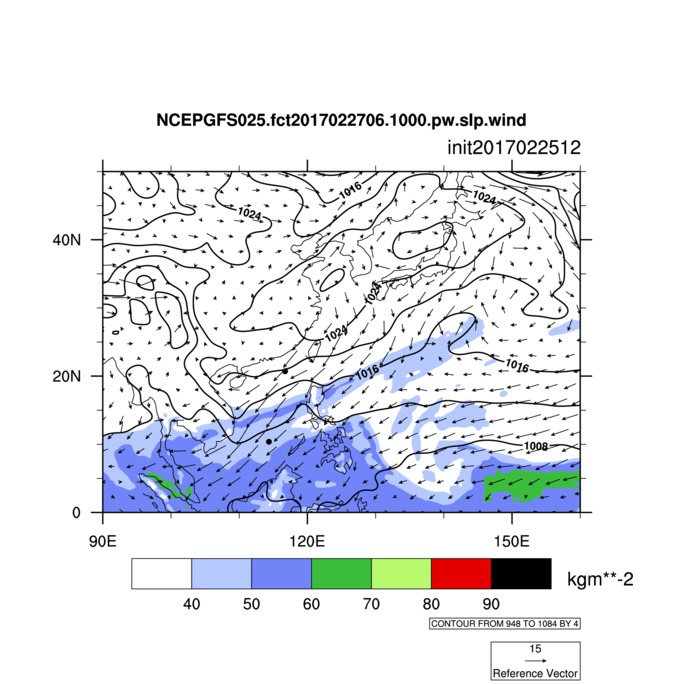 NCEPGFS025.fct2017022706.1000.pw.slp.wind
init2017022512
1016
1024
1024
40N
1024
1024
20N
1016
1016
1008
0
90E 120E 150E
kgm**-2
40 50 60 70 80 90
CONTOUR FROM 948 TO 1084 BY 4
15
Reference Vector